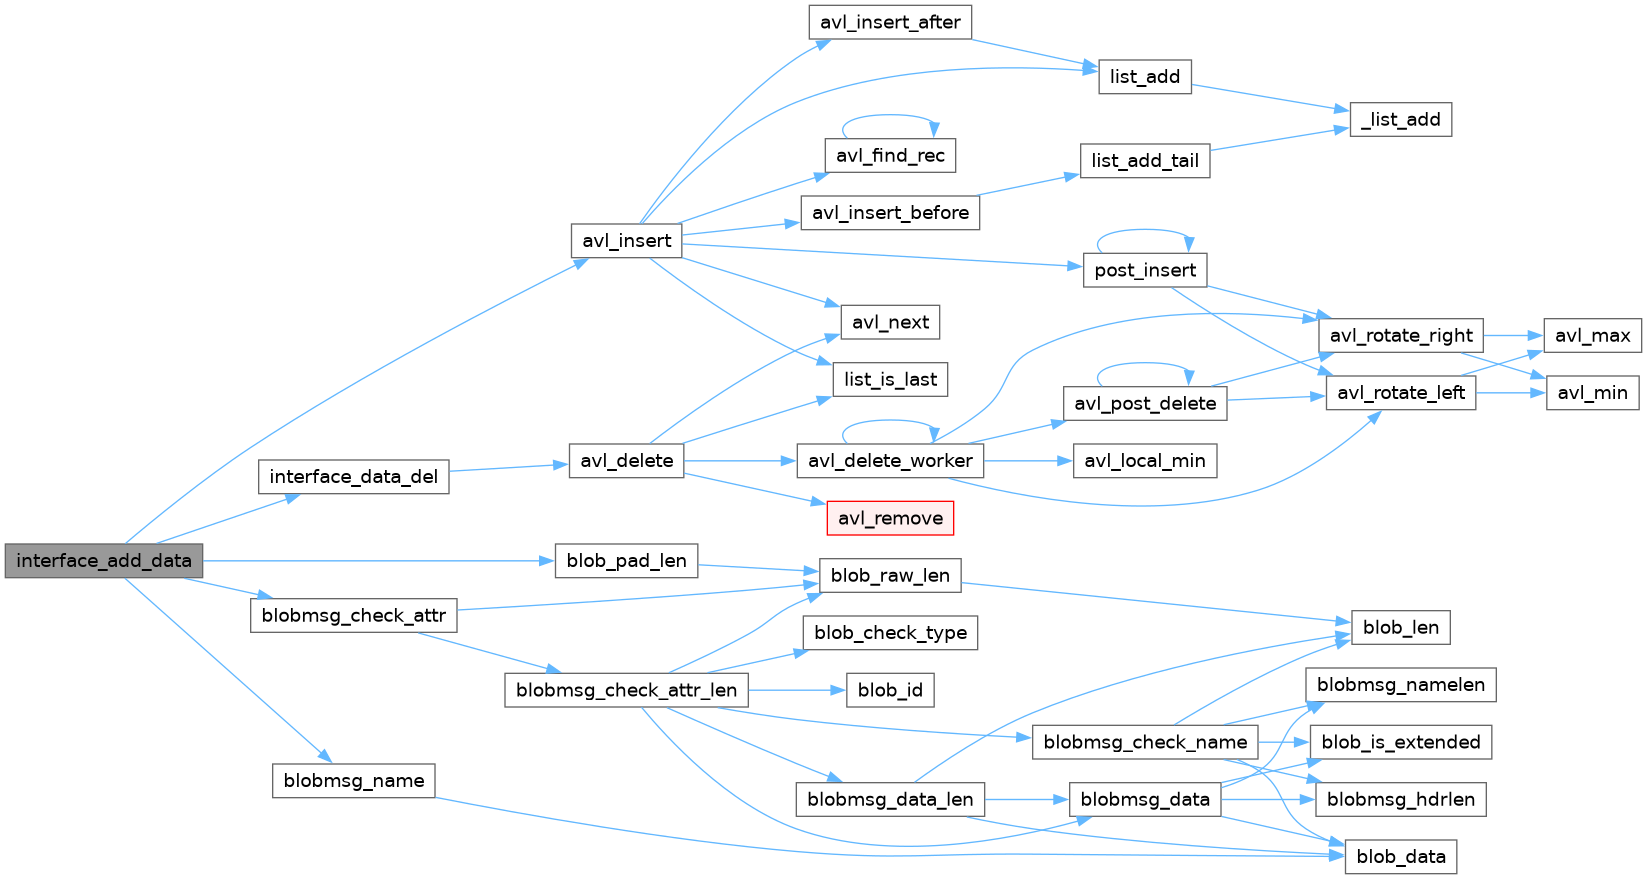 avl_insert_after
list_add
_list_add
avl_find_rec
list_add_tail
avl_insert_before
avl_insert
post_insert
avl_next
avl_rotate_right
avl_max
list_is_last
avl_post_delete
avl_rotate_left
avl_min
avl_delete
avl_delete_worker
avl_local_min
interface_data_del
avl_remove
interface_add_data
blob_pad_len
blob_raw_len
blobmsg_check_attr
blob_check_type
blob_len
blobmsg_check_attr_len
blob_id
blobmsg_namelen
blobmsg_check_name
blob_is_extended
blobmsg_name
blobmsg_data_len
blobmsg_data
blobmsg_hdrlen
blob_data